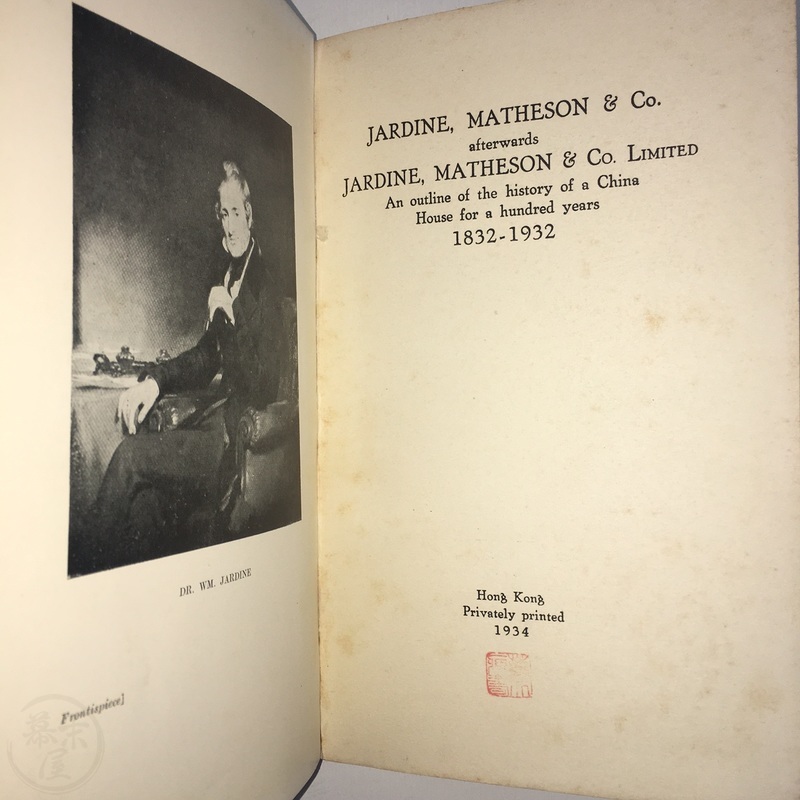 DR. WM. JARDINE
Frontispiece]
JARDINE, MATHESON & Co.
afterwards
JARDINE, MATHESON & Co. LIMITED
An outline of the history of a China
House for a hundred years
1832-1932
Hong Kong
Privately printed
1934